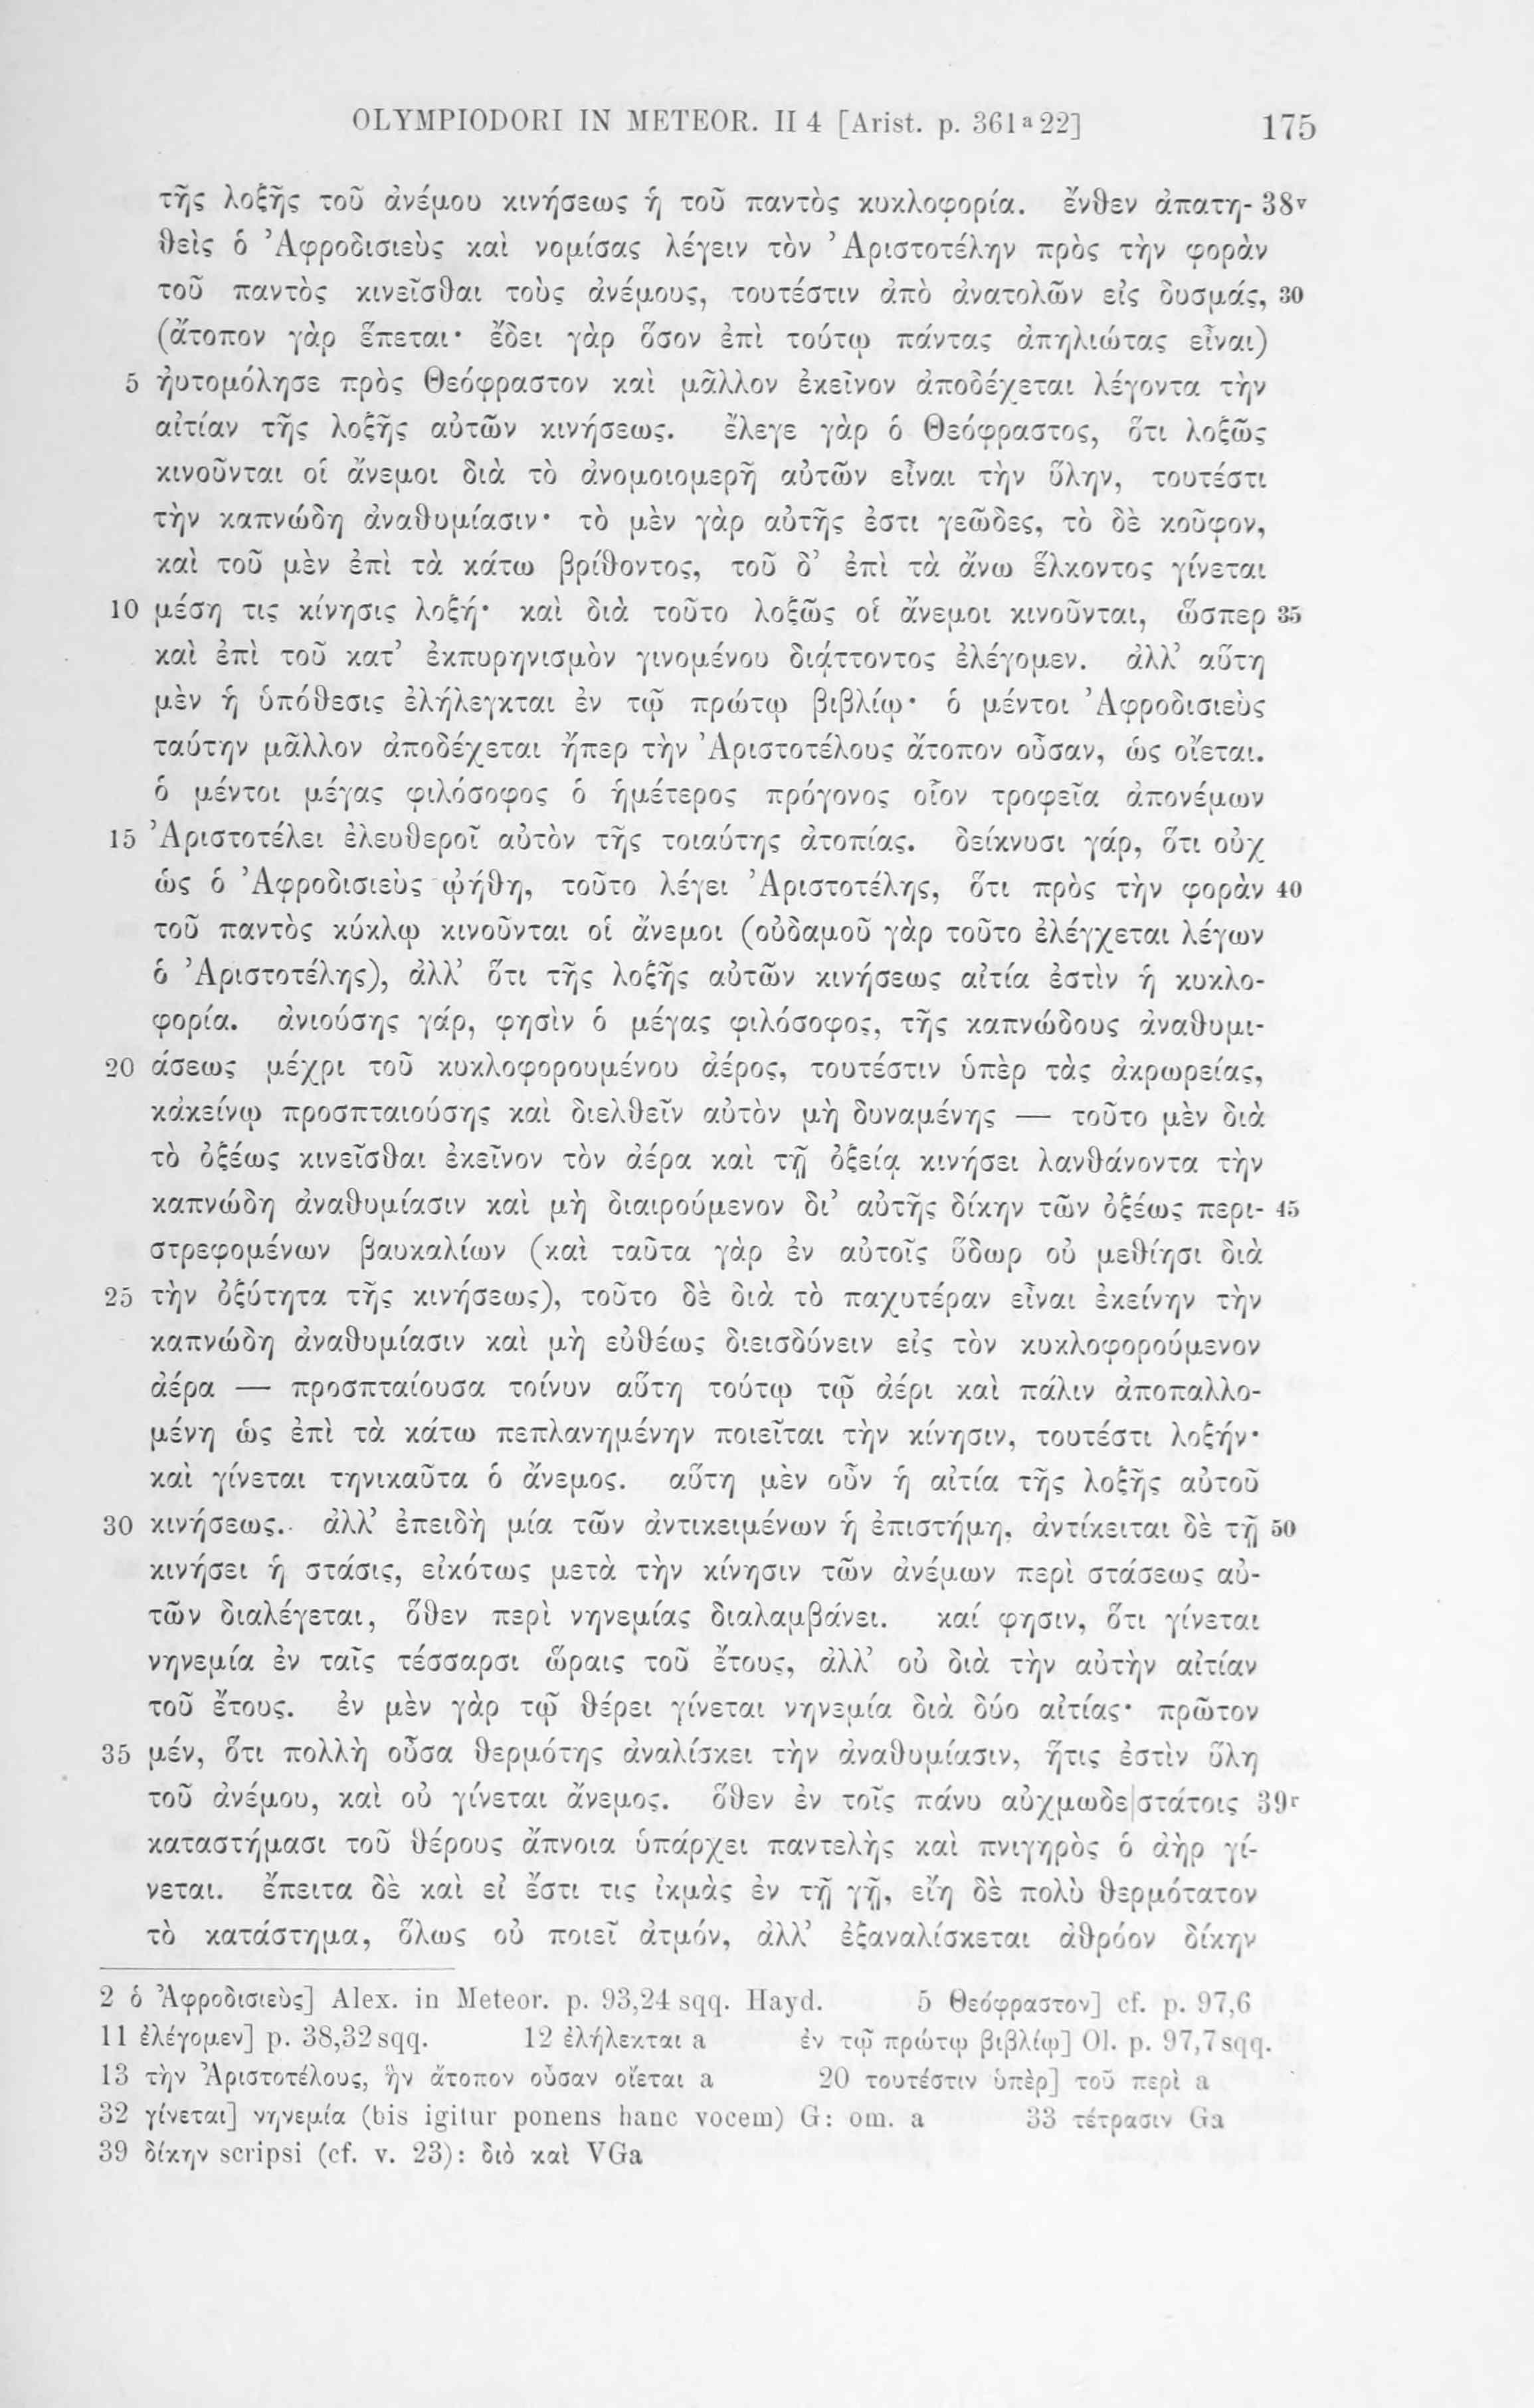 OLYMPIODORI IN METEOR. II 4 [Arist. p. 361ᵃ22] 175
τῆς λοξῆς τοῦ ἀνέμου κινήσεως ἡ τοῦ παντὸς κυκλοφορία. ἔνθεν ἀπατη- 38ᵛ
θεὶς ὁ Ἀφροδισιεὺς καὶ νομίσας λέγειν τὸν Ἀριστοτέλην πρὸς τὴν φορὰν
τοῦ παντὸς κινεῖσθαι τοὺς ἀνέμους, τουτέστιν ἀπὸ ἀνατολῶν εἰς δυσμάς, 30
(ἄτοπον γὰρ ἕπεται· ἔδει γὰρ ὅσον ἐπὶ τούτῳ πάντας ἀπηλιώτας εἶναι)
5 ηὐτομόλησε πρὸς Θεόφραστον καὶ μᾶλλον ἐκεῖνον ἀποδέχεται λέγοντα τὴν
αἰτίαν τῆς λοξῆς αὐτῶν κινήσεως. ἔλεγε γὰρ ὁ Θεόφραστος, ὅτι λοξῶς
κινοῦνται οἱ ἄνεμοι διὰ τὸ ἀνομοιομερῆ αὐτῶν εἶναι τὴν ὕλην, τουτέστι
τὴν καπνώδη ἀναθυμίασιν· τὸ μὲν γὰρ αὐτῆς ἐστι γεῶδες, τὸ δὲ κοῦφον,
καὶ τοῦ μὲν ἐπὶ τὰ κάτω βρίθοντος, τοῦ δ’ ἐπὶ τὰ ἄνω ἕλκοντος γίνεται
10 μέση τις κίνησις λοξή· καὶ διὰ τοῦτο λοξῶς οἱ ἄνεμοι κινοῦνται, ὥσπερ 35
καὶ ἐπὶ τοῦ κατ’ ἐκπυρηνισμὸν γινομένου διᾴττοντος ἐλέγομεν. ἀλλ’ αὕτη
μὲν ἡ ὑπόθεσις ἐλήλεγκται ἐν τῷ πρώτῳ βιβλίῳ· ὁ μέντοι Ἀφροδισιεὺς
ταύτην μᾶλλον ἀποδέχεται ἤπερ τὴν Ἀριστοτέλους ἄτοπον οὖσαν, ὡς οἴεται.
ὁ μέντοι μέγας φιλόσοφος ὁ ἡμέτερος πρόγονος οἷον τροφεῖα ἀπονέμων
15 Ἀριστοτέλει ἐλευθεροῖ αὐτὸν τῆς τοιαύτης ἀτοπίας. δείκνυσι γάρ, ὅτι οὐχ
ὡς ὁ Ἀφροδισιεὺς ᾠήθη, τοῦτο λέγει Ἀριστοτέλης, ὅτι πρὸς τὴν φορὰν 40
τοῦ παντὸς κύκλῳ κινοῦνται οἱ ἄνεμοι (οὐδαμοῦ γὰρ τοῦτο ἐλέγχεται λέγων
ὁ Ἀριστοτέλης), ἀλλ’ ὅτι τῆς λοξῆς αὐτῶν κινήσεως αἰτία ἐστὶν ἡ κυκλο-
φορία. ἀνιούσης γάρ, φησὶν ὁ μέγας φιλόσοφος, τῆς καπνώδους ἀναθυμι-
20 άσεως μέχρι τοῦ κυκλοφορουμένου ἀέρος, τουτέστιν ὑπὲρ τὰς ἀκρωρείας,
κἀκείνῳ προσπταιούσης καὶ διελθεῖν αὐτὸν μὴ δυναμένης — τοῦτο μὲν διὰ
τὸ ὀξέως κινεῖσθαι ἐκεῖνον τὸν ἀέρα καὶ τῇ ὀξείᾳ κινήσει λανθάνοντα τὴν
καπνώδη ἀναθυμίασιν καὶ μὴ διαιρούμενον δι’ αὐτῆς δίκην τῶν ὀξέως περι- 45
στρεφομένων βαυκαλίων (καὶ ταῦτα γὰρ ἐν αὐτοῖς ὕδωρ οὐ μεθίησι διὰ
25 τὴν ὀξύτητα τῆς κινήσεως), τοῦτο δὲ διὰ τὸ παχυτέραν εἶναι ἐκείνην τὴν
καπνώδη ἀναθυμίασιν καὶ μὴ εὐθέως διεισδύνειν εἰς τὸν κυκλοφορούμενον
ἀέρα — προσπταίουσα τοίνυν αὕτη τούτῳ τῷ ἀέρι καὶ πάλιν ἀποπαλλο-
μένη ὡς ἐπὶ τὰ κάτω πεπλανημένην ποιεῖται τὴν κίνησιν, τουτέστι λοξήν·
καὶ γίνεται τηνικαῦτα ὁ ἄνεμος. αὕτη μὲν οὖν ἡ αἰτία τῆς λοξῆς αὐτοῦ
30 κινήσεως. ἀλλ’ ἐπειδὴ μία τῶν ἀντικειμένων ἡ ἐπιστήμη, ἀντίκειται δὲ τῇ 50
κινήσει ἡ στάσις, εἰκότως μετὰ τὴν κίνησιν τῶν ἀνέμων περὶ στάσεως αὐ-
τῶν διαλέγεται, ὅθεν περὶ νηνεμίας διαλαμβάνει. καί φησιν, ὅτι γίνεται
νηνεμία ἐν ταῖς τέσσαρσι ὥραις τοῦ ἔτους, ἀλλ’ οὐ διὰ τὴν αὐτὴν αἰτίαν
τοῦ ἔτους. ἐν μὲν γὰρ τῷ θέρει γίνεται νηνεμία διὰ δύο αἰτίας· πρῶτον
35 μέν, ὅτι πολλὴ οὖσα θερμότης ἀναλίσκει τὴν ἀναθυμίασιν, ἥτις ἐστὶν ὕλη
τοῦ ἀνέμου, καὶ οὐ γίνεται ἄνεμος. ὅθεν ἐν τοῖς πάνυ αὐχμωδε|στάτοις 39ʳ
καταστήμασι τοῦ θέρους ἄπνοια ὑπάρχει παντελὴς καὶ πνιγηρὸς ὁ ἀὴρ γί-
νεται. ἔπειτα δὲ καὶ εἰ ἔστι τις ἰκμὰς ἐν τῇ γῇ, εἴη δὲ πολὺ θερμότατον
τὸ κατάστημα, ὅλως οὐ ποιεῖ ἀτμόν, ἀλλ’ ἐξαναλίσκεται ἀθρόον δίκην
2 ὁ Ἀφροδισιεὺς] Alex. in Meteor. p. 93,24 sqq. Hayd. 5 Θεόφραστον] cf. p. 97,6
11 ἐλέγομεν] p. 38,32 sqq. 12 ἐλήλεκται a ἐν τῷ πρώτῳ βιβλίῳ] Ol. p. 97,7 sqq.
13 τὴν Ἀριστοτέλους, ἣν ἄτοπον οὖσαν οἴεται a 20 τουτέστιν ὑπὲρ] τοῦ περὶ a
32 γίνεται] νηνεμία (bis igitur ponens hanc vocem) G: om. a 33 τέτρασιν Ga
39 δίκην scripsi (cf. v. 23): διὸ καὶ VGa